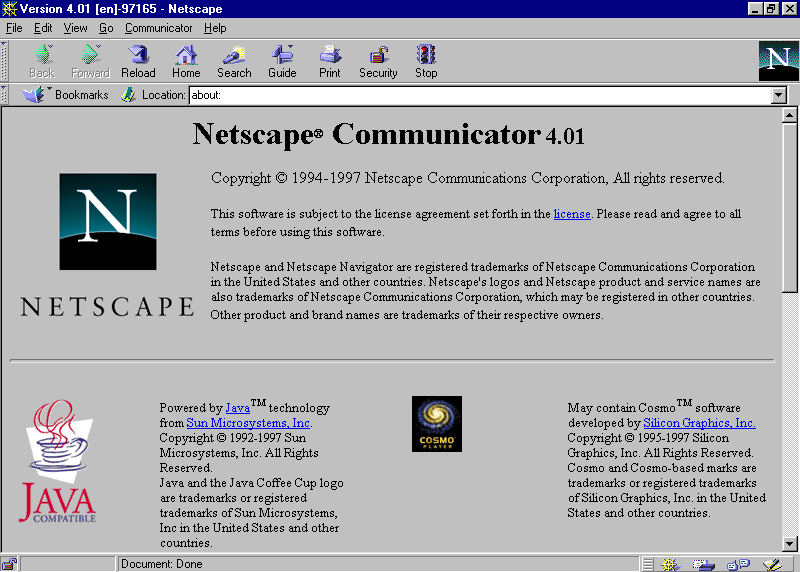 Version 4.01 [en]-97165 - Netscape
File Edit View Go Communicator Help
Back Forward Reload Home Search Guide Print Security Stop
N
Bookmarks Location: about:
Netscape® Communicator 4.01
N
NETSCAPE
Copyright © 1994-1997 Netscape Communications Corporation, All rights reserved.
This software is subject to the license agreement set forth in the license. Please read and agree to all
terms before using this software.
Netscape and Netscape Navigator are registered trademarks of Netscape Communications Corporation
in the United States and other countries. Netscape's logos and Netscape product and service names are
also trademarks of Netscape Communications Corporation, which may be registered in other countries.
Other product and brand names are trademarks of their respective owners.
JAVA
COMPATIBLE
Powered by Java™ technology
from Sun Microsystems, Inc.
Copyright © 1992-1997 Sun
Microsystems, Inc. All Rights
Reserved.
Java and the Java Coffee Cup logo
are trademarks or registered
trademarks of Sun Microsystems,
Inc in the United States and other
countries.
COSMO
PLAYER
May contain Cosmo™ software
developed by Silicon Graphics, Inc.
Copyright © 1995-1997 Silicon
Graphics, Inc. All Rights Reserved.
Cosmo and Cosmo-based marks are
trademarks or registered trademarks
of Silicon Graphics, Inc. in the United
States and other countries.
Document: Done